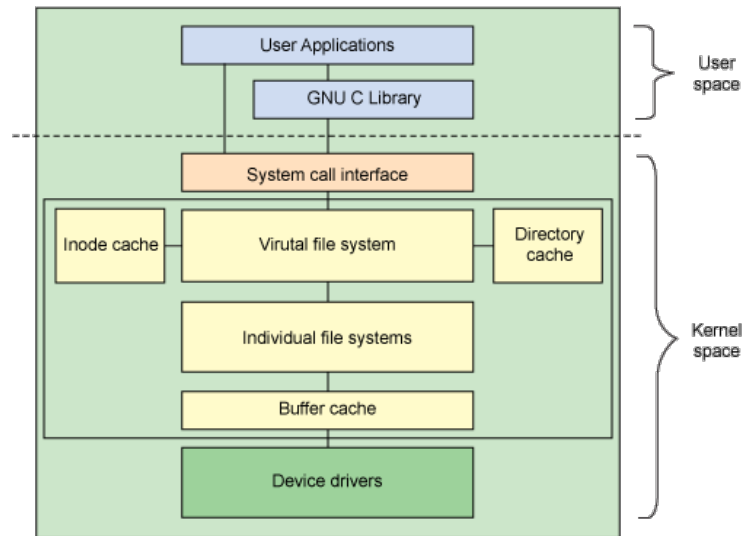 User Applications
GNU C Library
User
space
System call interface
Inode cache
Virutal file system
Directory
cache
Individual file systems
Kernel
space
Buffer cache
Device drivers